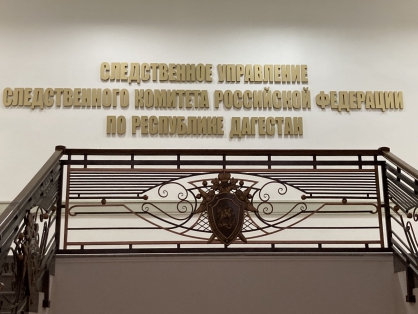 СЛЕДСТВЕННОЕ УПРАВЛЕНИЕ
СЛЕДСТВЕННОГО КОМИТЕТА РОССИЙСКОЙ ФЕДЕРАЦИИ
ПО РЕСПУБЛИКЕ ДАГЕСТАН